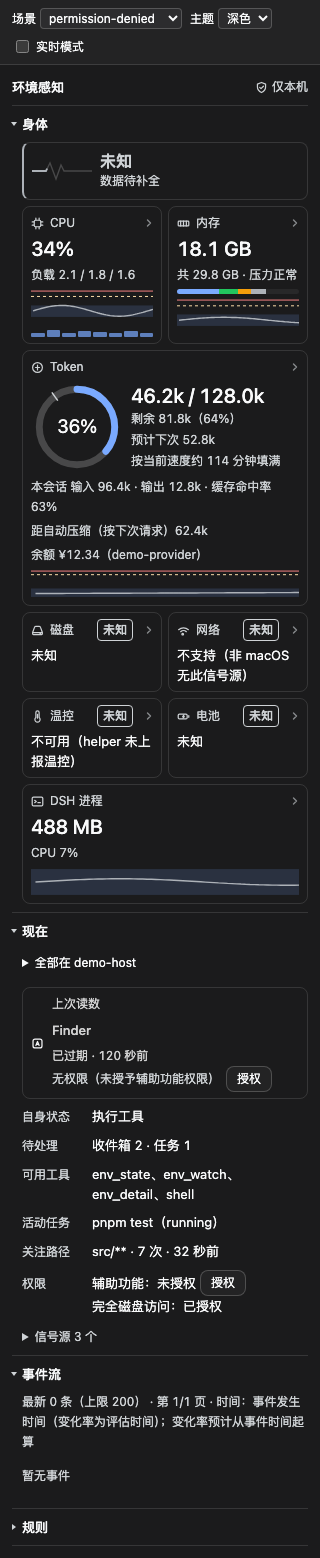 场景 permission-denied 主题 深色
实时模式
环境感知 仅本机
身体
未知
数据待补全
CPU
34%
负载 2.1 / 1.8 / 1.6
内存
18.1 GB
共 29.8 GB · 压力正常
Token
36%
46.2k / 128.0k
剩余 81.8k（64%）
预计下次 52.8k
按当前速度约 114 分钟填满
本会话 输入 96.4k · 输出 12.8k · 缓存命中率
63%
距自动压缩（按下次请求）62.4k
余额 ¥12.34（demo-provider）
磁盘 未知
未知
网络 未知
不支持（非 macOS
无此信号源）
温控 未知
不可用（helper 未上
报温控）
电池 未知
未知
DSH 进程
488 MB
CPU 7%
现在
全部在 demo-host
上次读数
Finder
已过期 · 120 秒前
无权限（未授予辅助功能权限） 授权
自身状态 执行工具
待处理 收件箱 2 · 任务 1
可用工具 env_state、env_watch、
env_detail、shell
活动任务 pnpm test（running）
关注路径 src/** · 7 次 · 32 秒前
权限 辅助功能：未授权 授权
完全磁盘访问：已授权
信号源 3 个
事件流
最新 0 条（上限 200） · 第 1/1 页 · 时间：事件发生
时间（变化率为评估时间）；变化率预计从事件时间起
算
暂无事件
规则